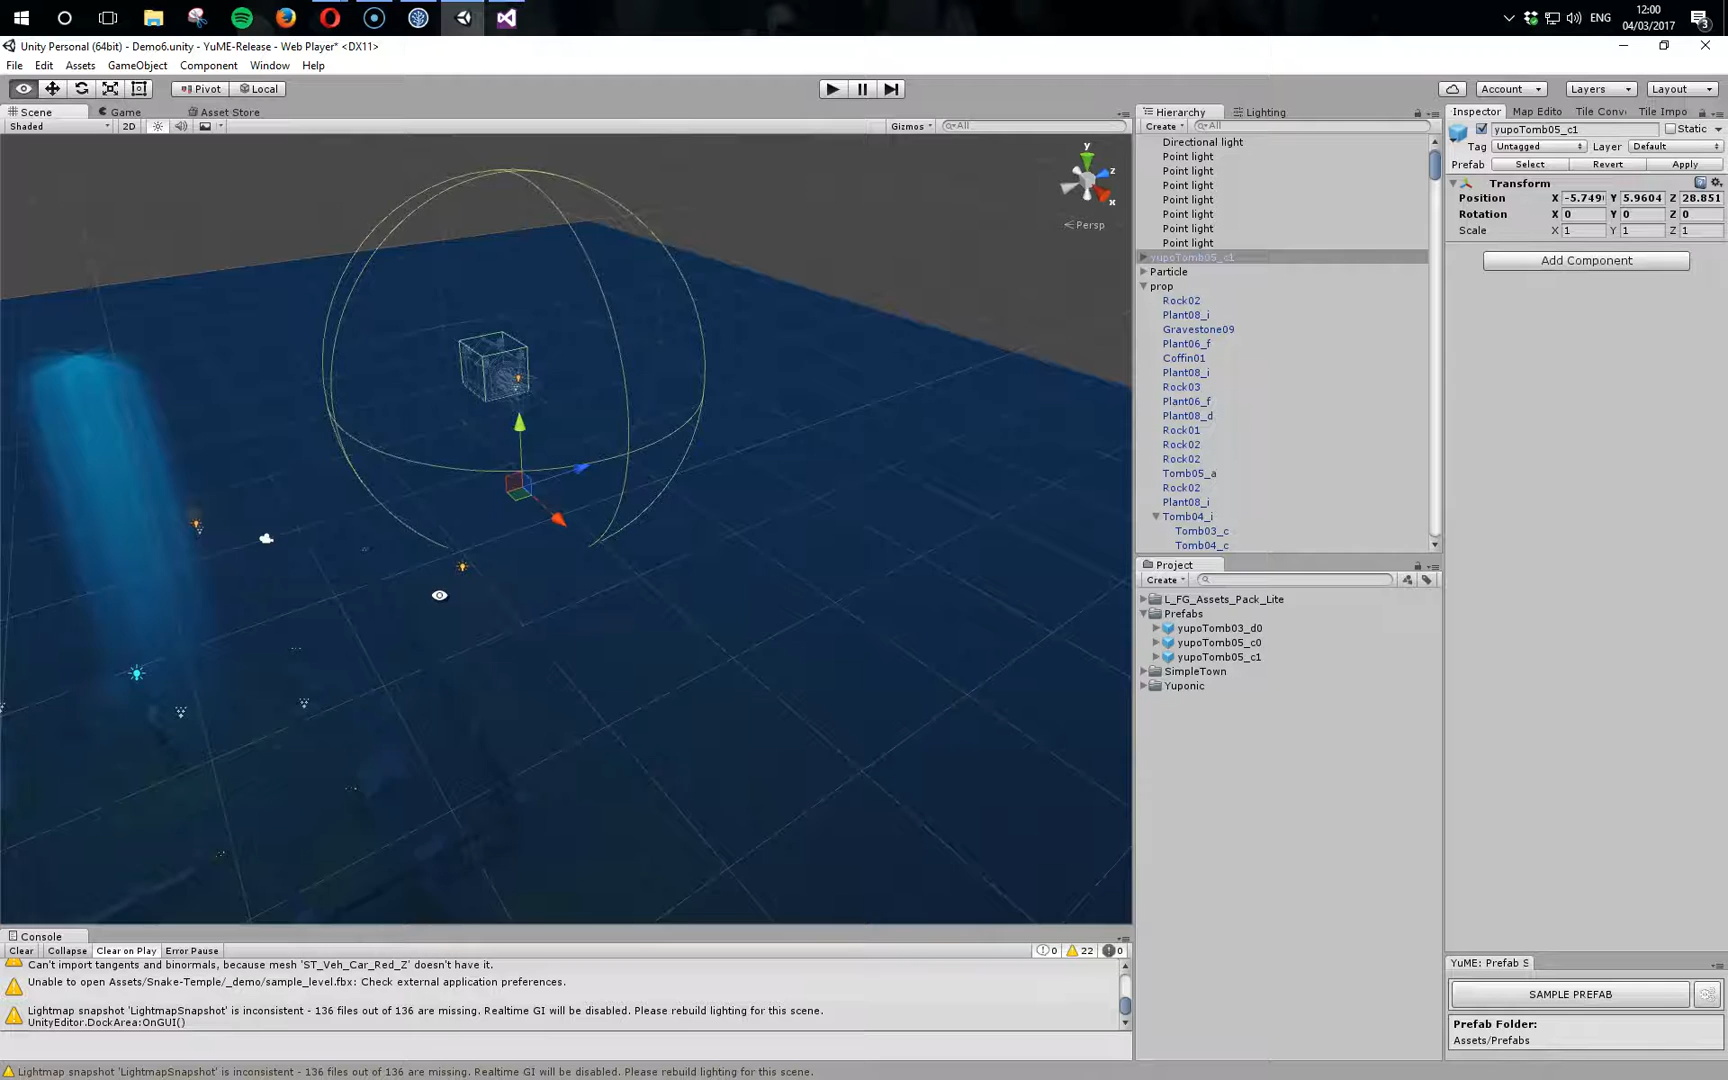 12:00
ENG
04/03/2017
3
Unity Personal (64bit) - Demo6.unity - YuME-Release - Web Player* <DX11>
File Edit Assets GameObject Component Window Help
Pivot Local
Account Layers Layout
Scene Game Asset Store
Shaded 2D Gizmos All
y
z
x
Persp
Hierarchy Lighting
Create All
Directional light
Point light
Point light
Point light
Point light
Point light
Point light
Point light
yupoTomb05_c1
Particle
prop
Rock02
Plant08_i
Gravestone09
Plant06_f
Coffin01
Plant08_i
Rock03
Plant06_f
Plant08_d
Rock01
Rock02
Rock02
Tomb05_a
Rock02
Plant08_i
Tomb04_i
Tomb03_c
Tomb04_c
Project
Create
L_FG_Assets_Pack_Lite
Prefabs
yupoTomb03_d0
yupoTomb05_c0
yupoTomb05_c1
SimpleTown
Yuponic
Inspector Map Edito Tile Conv Tile Impo
yupoTomb05_c1 Static
Tag Untagged Layer Default
Prefab Select Revert Apply
Transform
Position X -5.749 Y 5.9604 Z 28.851
Rotation X 0 Y 0 Z 0
Scale X 1 Y 1 Z 1
Add Component
YuME: Prefab S
SAMPLE PREFAB
Prefab Folder:
Assets/Prefabs
Console
Clear Collapse Clear on Play Error Pause 0 22 0
Can't import tangents and binormals, because mesh 'ST_Veh_Car_Red_Z' doesn't have it.
Unable to open Assets/Snake-Temple/_demo/sample_level.fbx: Check external application preferences.
Lightmap snapshot 'LightmapSnapshot' is inconsistent - 136 files out of 136 are missing. Realtime GI will be disabled. Please rebuild lighting for this scene.
UnityEditor.DockArea:OnGUI()
Lightmap snapshot 'LightmapSnapshot' is inconsistent - 136 files out of 136 are missing. Realtime GI will be disabled. Please rebuild lighting for this scene.